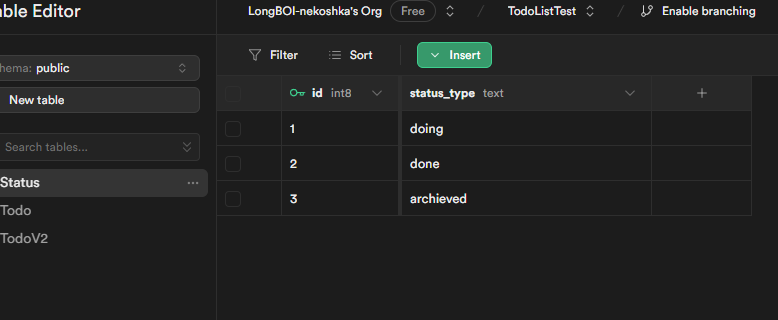 ble Editor
LongBOI-nekoshka's Org Free / TodoListTest / Enable branching
Filter Sort Insert
hema: public
New table
Search tables...
Status ...
Todo
TodoV2
id int8 status_type text +
1 doing
2 done
3 archieved